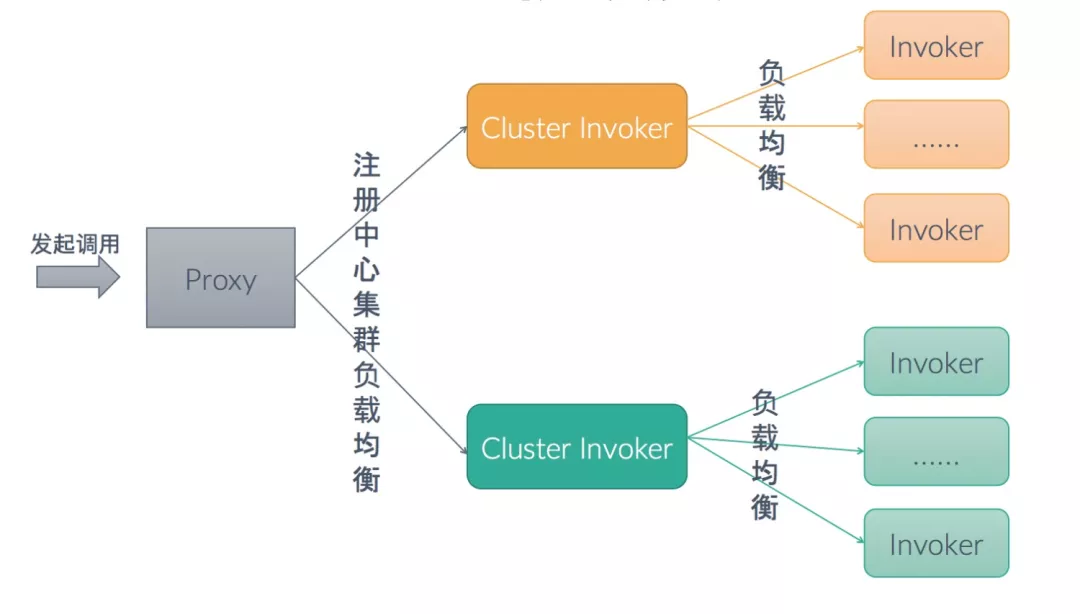 发起调用
Proxy
注册中心集群负载均衡
Cluster Invoker
负载均衡
Invoker
......
Invoker
Cluster Invoker
负载均衡
Invoker
......
Invoker